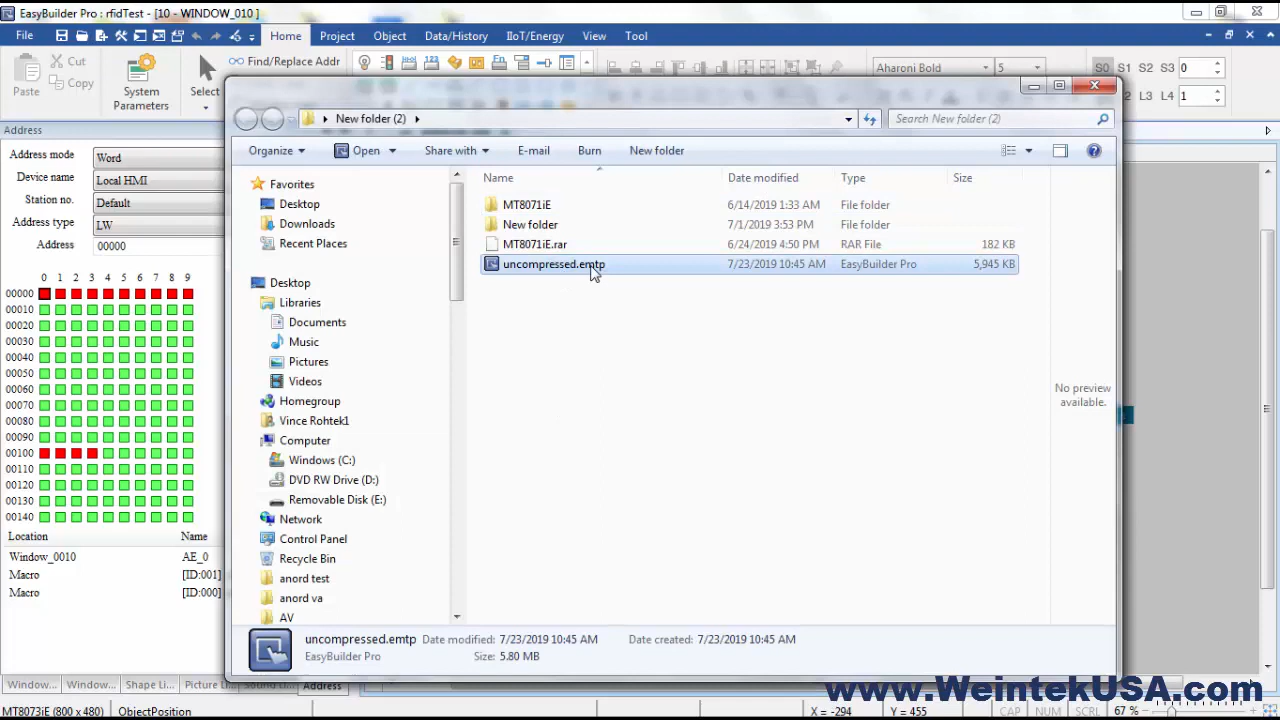 EasyBuilder Pro : rfidTest - [10 - WINDOW_010 ]
File Home Project Object Data/History IIoT/Energy View Tool
Paste
Cut
Copy
System Parameters
Select
Find/Replace Addr
Aharoni Bold 5
S0 S1 S2 S3 0
L2 L3 L4 1
Address
Address mode Word
Device name Local HMI
Station no. Default
Address type LW
Address 00000
0 1 2 3 4 5 6 7 8 9
00000
00010
00020
00030
00040
00050
00060
00070
00080
00090
00100
00110
00120
00130
00140
Location Name
Window_0010 AE_0
Macro [ID:001]
Macro [ID:000]
Window... Window... Shape Li... Picture Li... Sound Li... Address
MT8073iE (800 x 480) ObjectPosition X = -294 Y = 455 CAP NUM SCRL 67 %
New folder (2)
Search New folder (2)
Organize Open Share with E-mail Burn New folder
Favorites
Desktop
Downloads
Recent Places
Desktop
Libraries
Documents
Music
Pictures
Videos
Homegroup
Vince Rohtek1
Computer
Windows (C:)
DVD RW Drive (D:)
Removable Disk (E:)
Network
Control Panel
Recycle Bin
anord test
anord va
AV
Name Date modified Type Size
MT8071iE 6/14/2019 1:33 AM File folder
New folder 7/1/2019 3:53 PM File folder
MT8071iE.rar 6/24/2019 4:50 PM RAR File 182 KB
uncompressed.emtp 7/23/2019 10:45 AM EasyBuilder Pro 5,945 KB
No preview available.
uncompressed.emtp Date modified: 7/23/2019 10:45 AM Date created: 7/23/2019 10:45 AM
EasyBuilder Pro Size: 5.80 MB
www.WeintekUSA.com